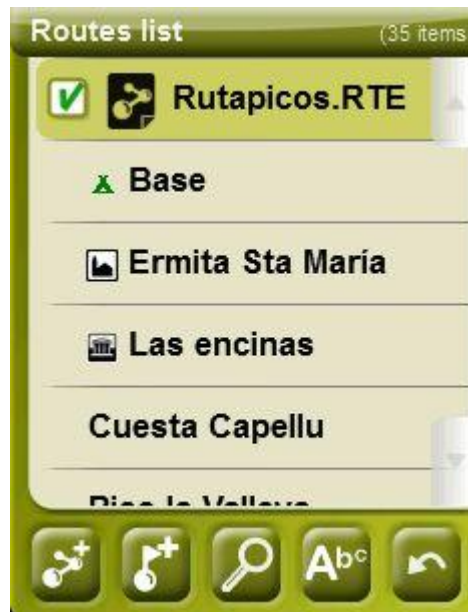 Routes list
(35 items
Rutapicos.RTE
Base
Ermita Sta María
Las encinas
Cuesta Capellu
Abc